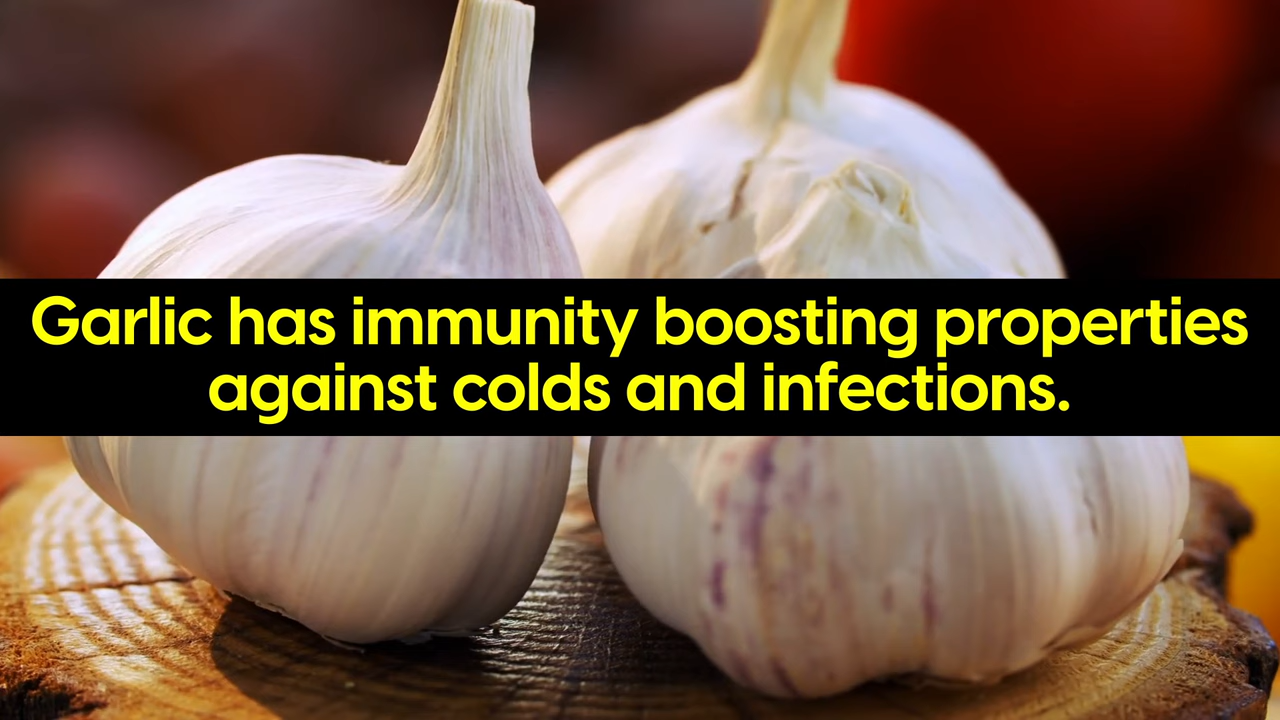 Garlic has immunity boosting properties
against colds and infections.